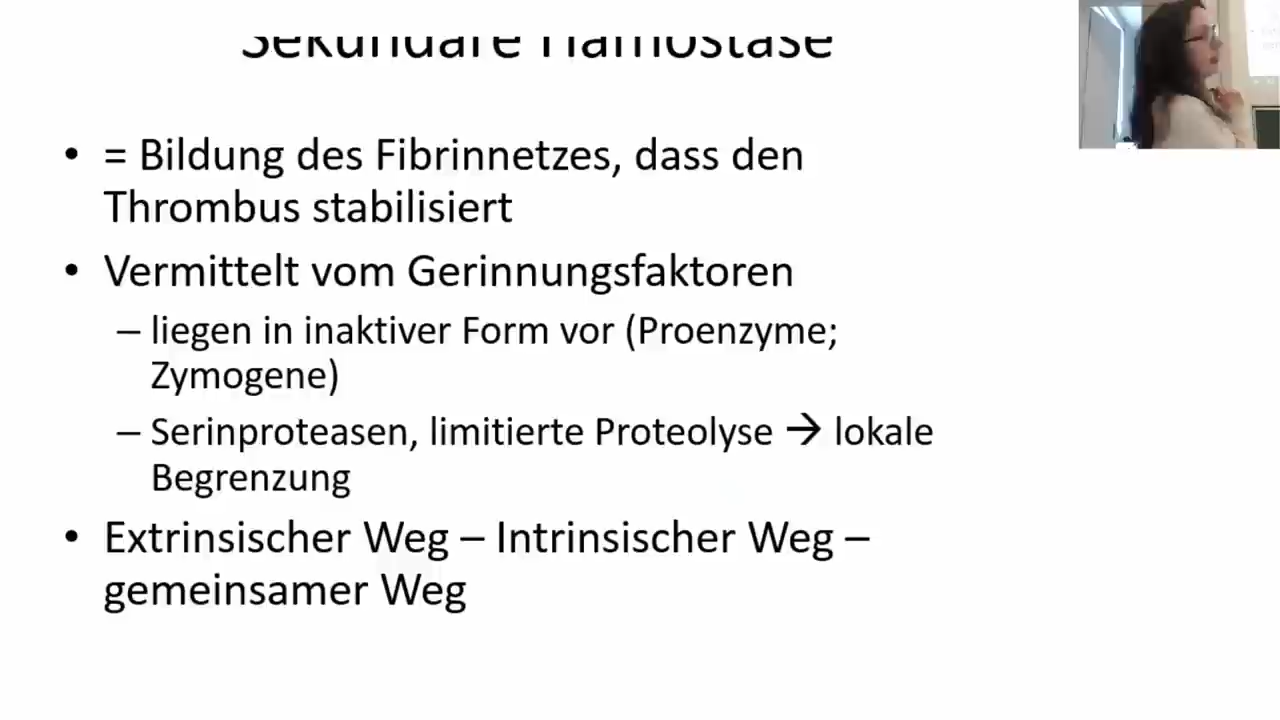 Sekundäre Hämostase
• = Bildung des Fibrinnetzes, dass den
Thrombus stabilisiert
• Vermittelt vom Gerinnungsfaktoren
– liegen in inaktiver Form vor (Proenzyme;
Zymogene)
– Serinproteasen, limitierte Proteolyse → lokale
Begrenzung
• Extrinsischer Weg – Intrinsischer Weg –
gemeinsamer Weg